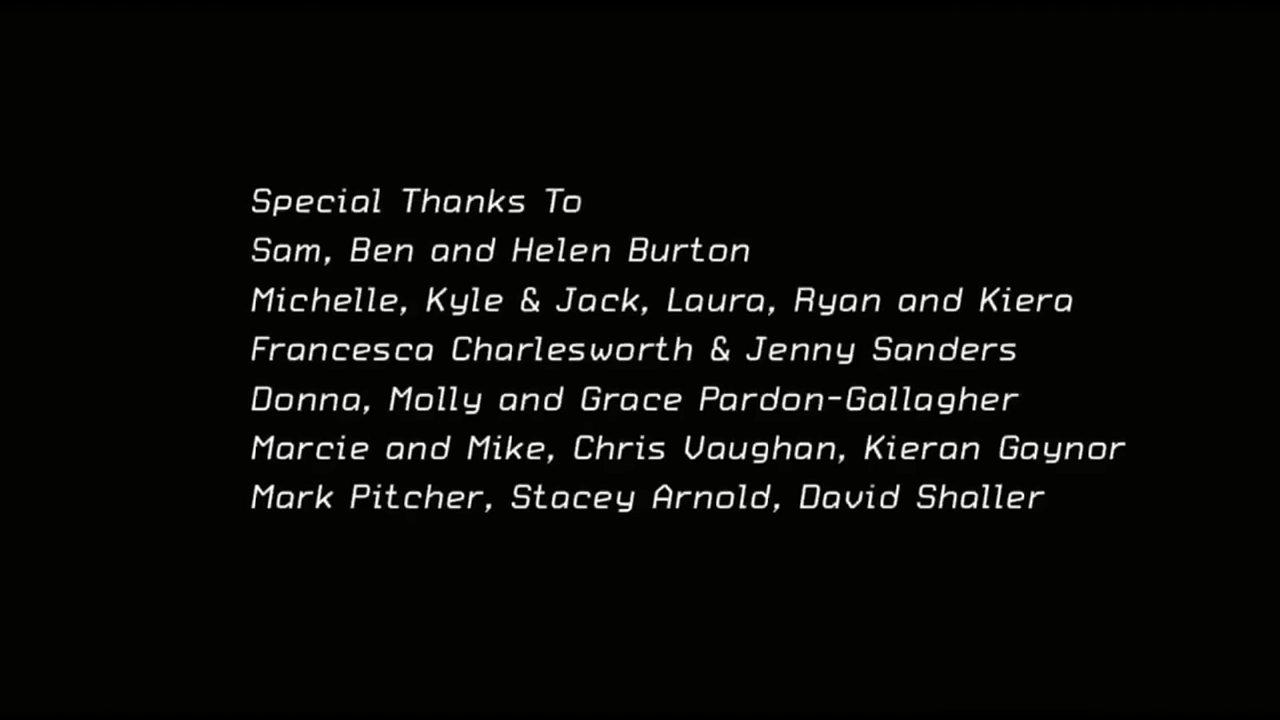 Special Thanks To
Sam, Ben and Helen Burton
Michelle, Kyle & Jack, Laura, Ryan and Kiera
Francesca Charlesworth & Jenny Sanders
Donna, Molly and Grace Pardon-Gallagher
Marcie and Mike, Chris Vaughan, Kieran Gaynor
Mark Pitcher, Stacey Arnold, David Shaller